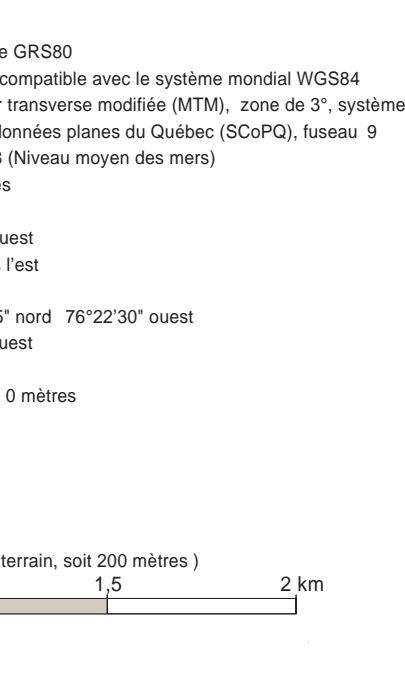 e GRS80
compatible avec le système mondial WGS84
r transverse modifiée (MTM), zone de 3°, système
données planes du Québec (SCoPQ), fuseau 9
(Niveau moyen des mers)
s
uest
s l'est
5" nord 76°22'30" ouest
uest
0 mètres
terrain, soit 200 mètres )
1,5 2 km